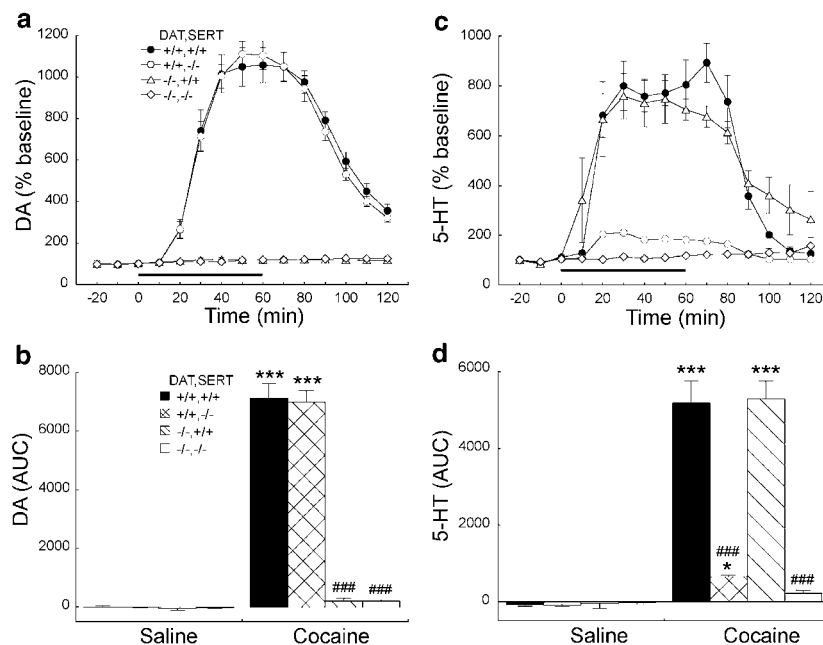 a
DAT,SERT
+/+,+/+
+/+,-/-
-/-,+/+
-/-,-/-
1200
1000
800
600
400
200
0
DA (% baseline)
-20 0 20 40 60 80 100 120
Time (min)
c
1000
800
600
400
200
0
5-HT (% baseline)
-20 0 20 40 60 80 100 120
Time (min)
b
DAT,SERT
+/+,+/+
+/+,-/-
-/-,+/+
-/-,-/-
8000
6000
4000
2000
0
DA (AUC)
*** ***
### ###
Saline Cocaine
d
6000
4000
2000
0
5-HT (AUC)
*** ***
###
*
###
Saline Cocaine